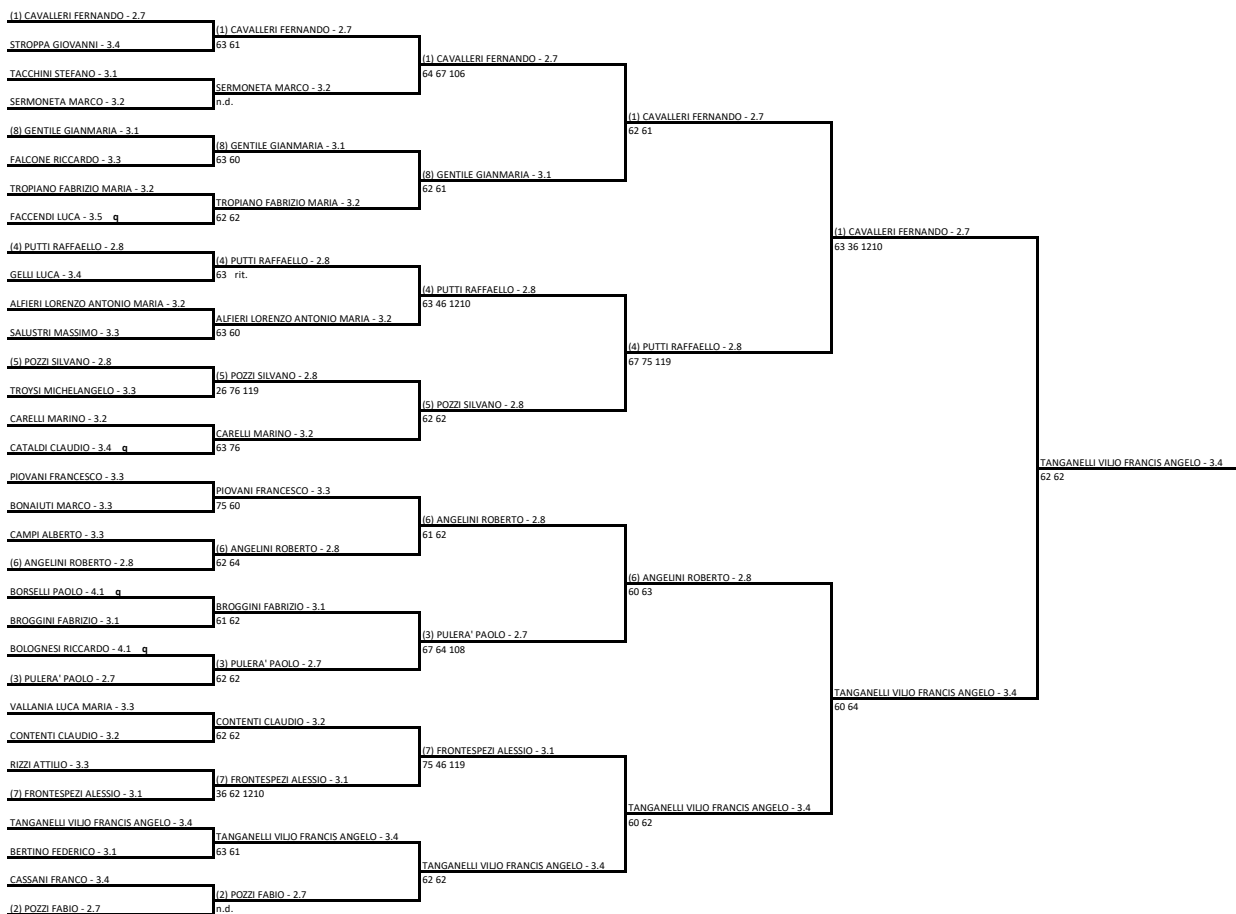 (1) CAVALLERI FERNANDO - 2.7
STROPPA GIOVANNI - 3.4
TACCHINI STEFANO - 3.1
SERMONETA MARCO - 3.2
(8) GENTILE GIANMARIA - 3.1
FALCONE RICCARDO - 3.3
TROPIANO FABRIZIO MARIA - 3.2
FACCENDI LUCA - 3.5 q
(4) PUTTI RAFFAELLO - 2.8
GELLI LUCA - 3.4
ALFIERI LORENZO ANTONIO MARIA - 3.2
SALUSTRI MASSIMO - 3.3
(5) POZZI SILVANO - 2.8
TROYSI MICHELANGELO - 3.3
CARELLI MARINO - 3.2
CATALDI CLAUDIO - 3.4 q
PIOVANI FRANCESCO - 3.3
BONAIUTI MARCO - 3.3
CAMPI ALBERTO - 3.3
(6) ANGELINI ROBERTO - 2.8
BORSELLI PAOLO - 4.1 q
BROGGINI FABRIZIO - 3.1
BOLOGNESI RICCARDO - 4.1 q
(3) PULERA' PAOLO - 2.7
VALLANIA LUCA MARIA - 3.3
CONTENTI CLAUDIO - 3.2
RIZZI ATTILIO - 3.3
(7) FRONTESPEZI ALESSIO - 3.1
TANGANELLI VILJO FRANCIS ANGELO - 3.4
BERTINO FEDERICO - 3.1
CASSANI FRANCO - 3.4
(2) POZZI FABIO - 2.7
(1) CAVALLERI FERNANDO - 2.7
63 61
SERMONETA MARCO - 3.2
n.d.
(8) GENTILE GIANMARIA - 3.1
63 60
TROPIANO FABRIZIO MARIA - 3.2
62 62
(4) PUTTI RAFFAELLO - 2.8
63 rit.
ALFIERI LORENZO ANTONIO MARIA - 3.2
63 60
(5) POZZI SILVANO - 2.8
26 76 119
CARELLI MARINO - 3.2
63 76
PIOVANI FRANCESCO - 3.3
75 60
(6) ANGELINI ROBERTO - 2.8
62 64
BROGGINI FABRIZIO - 3.1
61 62
(3) PULERA' PAOLO - 2.7
62 62
CONTENTI CLAUDIO - 3.2
62 62
(7) FRONTESPEZI ALESSIO - 3.1
36 62 1210
TANGANELLI VILJO FRANCIS ANGELO - 3.4
63 61
(2) POZZI FABIO - 2.7
n.d.
(1) CAVALLERI FERNANDO - 2.7
64 67 106
(8) GENTILE GIANMARIA - 3.1
62 61
(4) PUTTI RAFFAELLO - 2.8
63 46 1210
(5) POZZI SILVANO - 2.8
62 62
(6) ANGELINI ROBERTO - 2.8
61 62
(3) PULERA' PAOLO - 2.7
67 64 108
(7) FRONTESPEZI ALESSIO - 3.1
75 46 119
TANGANELLI VILJO FRANCIS ANGELO - 3.4
62 62
(1) CAVALLERI FERNANDO - 2.7
62 61
(4) PUTTI RAFFAELLO - 2.8
67 75 119
(6) ANGELINI ROBERTO - 2.8
60 63
TANGANELLI VILJO FRANCIS ANGELO - 3.4
60 62
(1) CAVALLERI FERNANDO - 2.7
63 36 1210
TANGANELLI VILJO FRANCIS ANGELO - 3.4
60 64
TANGANELLI VILJO FRANCIS ANGELO - 3.4
62 62